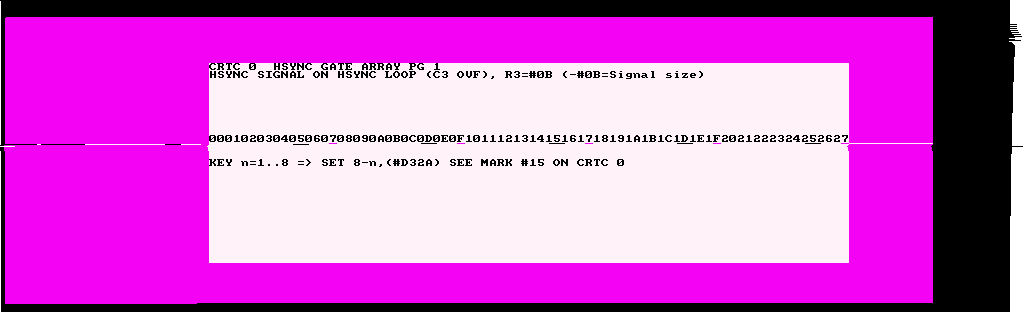 CRTC 0  HSYNC GATE ARRAY PG 1
HSYNC SIGNAL ON HSYNC LOOP (C3 OVF), R3=#0B (-#0B=Signal size)
000102030405060708090A0B0C0D0E0F101112131415161718191A1B1C1D1E1F2021222324252627
KEY n=1..8 => SET 8-n,(#D32A) SEE MARK #15 ON CRTC 0